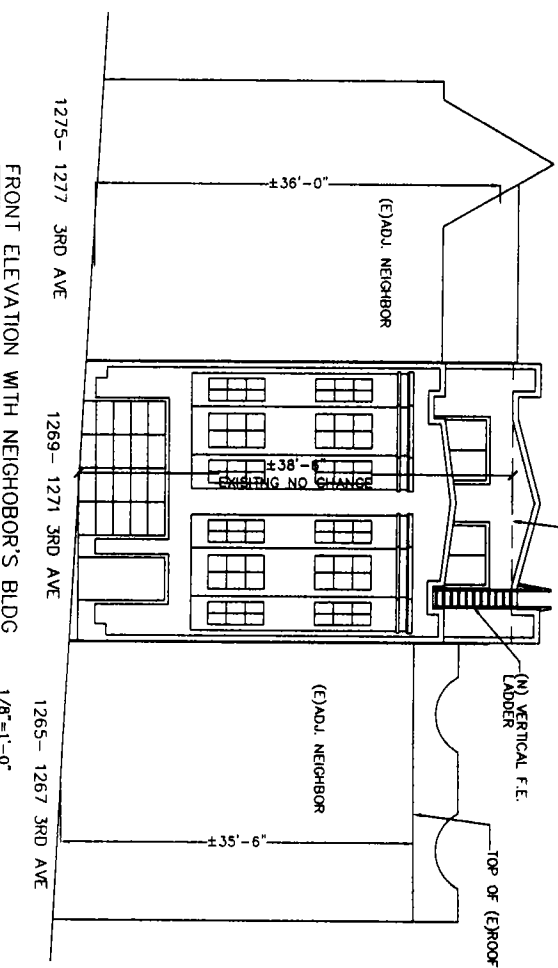 ±36'-0"
(E)ADJ. NEIGHBOR
±38'-6"
EXISITNG NO CHANGE
(N) VERTICAL F.E.
LADDER
TOP OF (E)ROOF
(E)ADJ. NEIGHBOR
±35'-6"
1275- 1277 3RD AVE
1269- 1271 3RD AVE
1265- 1267 3RD AVE
FRONT ELEVATION WITH NEIGHOBOR'S BLDG
1/8"=1'-0"